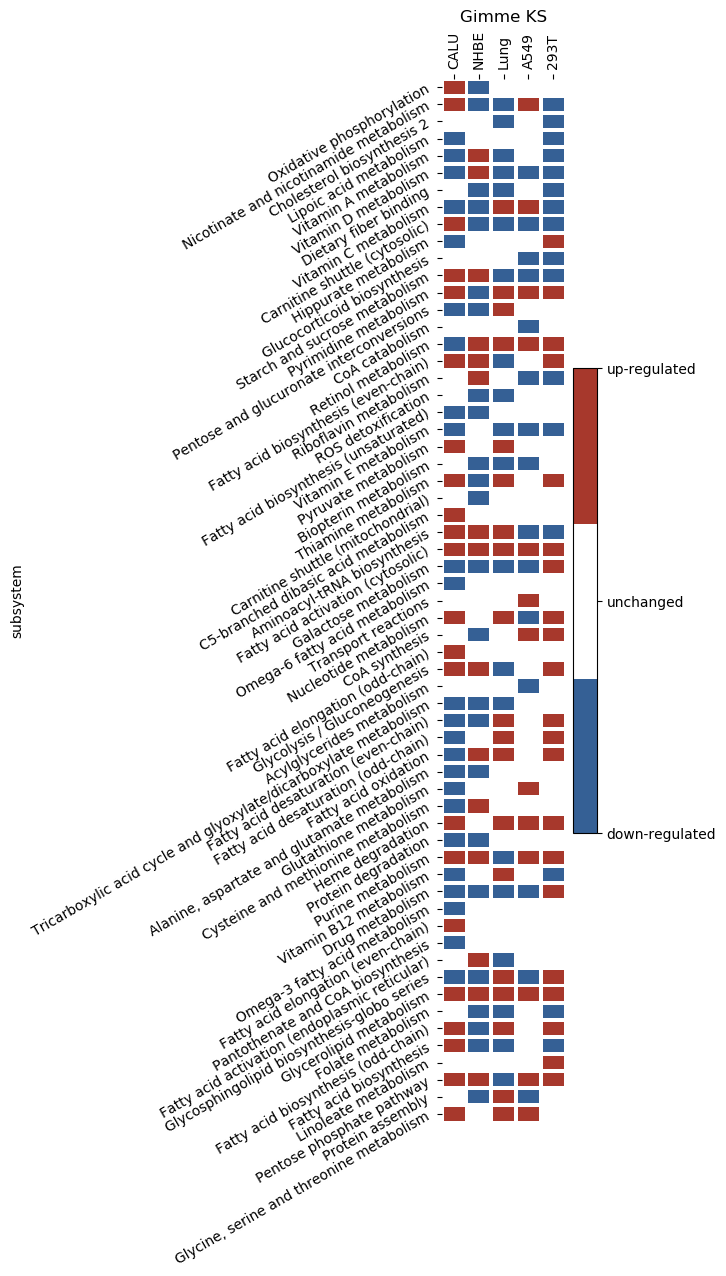 Gimme KS
CALU
NHBE
Lung
A549
293T
Oxidative phosphorylation
Nicotinate and nicotinamide metabolism
Cholesterol biosynthesis 2
Lipoic acid metabolism
Vitamin A metabolism
Vitamin D metabolism
Dietary fiber binding
Vitamin C metabolism
Carnitine shuttle (cytosolic)
Hippurate metabolism
Glucocorticoid biosynthesis
Starch and sucrose metabolism
Pyrimidine metabolism
Pentose and glucuronate interconversions
CoA catabolism
Retinol metabolism
Fatty acid biosynthesis (even-chain)
Riboflavin metabolism
ROS detoxification
Fatty acid biosynthesis (unsaturated)
Vitamin E metabolism
Pyruvate metabolism
Biopterin metabolism
Thiamine metabolism
Carnitine shuttle (mitochondrial)
C5-branched dibasic acid metabolism
Aminoacyl-tRNA biosynthesis
Fatty acid activation (cytosolic)
Galactose metabolism
Omega-6 fatty acid metabolism
Transport reactions
Nucleotide metabolism
CoA synthesis
Fatty acid elongation (odd-chain)
Glycolysis / Gluconeogenesis
Acylglycerides metabolism
Tricarboxylic acid cycle and glyoxylate/dicarboxylate metabolism
Fatty acid desaturation (even-chain)
Fatty acid desaturation (odd-chain)
Fatty acid oxidation
Alanine, aspartate and glutamate metabolism
Glutathione metabolism
Cysteine and methionine metabolism
Heme degradation
Protein degradation
Purine metabolism
Vitamin B12 metabolism
Drug metabolism
Omega-3 fatty acid metabolism
Fatty acid elongation (even-chain)
Pantothenate and CoA biosynthesis
Fatty acid activation (endoplasmic reticular)
Glycosphingolipid biosynthesis-globo series
Glycerolipid metabolism
Folate metabolism
Fatty acid biosynthesis (odd-chain)
Fatty acid biosynthesis
Linoleate metabolism
Pentose phosphate pathway
Protein assembly
Glycine, serine and threonine metabolism
subsystem
up-regulated
unchanged
down-regulated